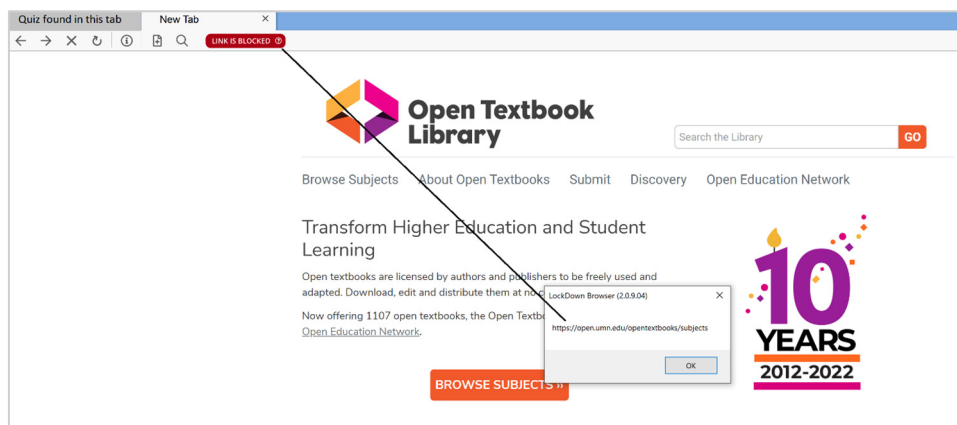 Quiz found in this tab New Tab ×
LINK IS BLOCKED ?
Open Textbook
Library
Search the Library GO
Browse Subjects About Open Textbooks Submit Discovery Open Education Network
Transform Higher Education and Student
Learning
Open textbooks are licensed by authors and publishers to be freely used and
adapted. Download, edit and distribute them at no
Now offering 1107 open textbooks, the Open
Open Education Network.
BROWSE SUBJECTS ››
LockDown Browser (2.0.9.04) ×
https://open.umn.edu/opentextbooks/subjects
OK
10
YEARS
2012-2022